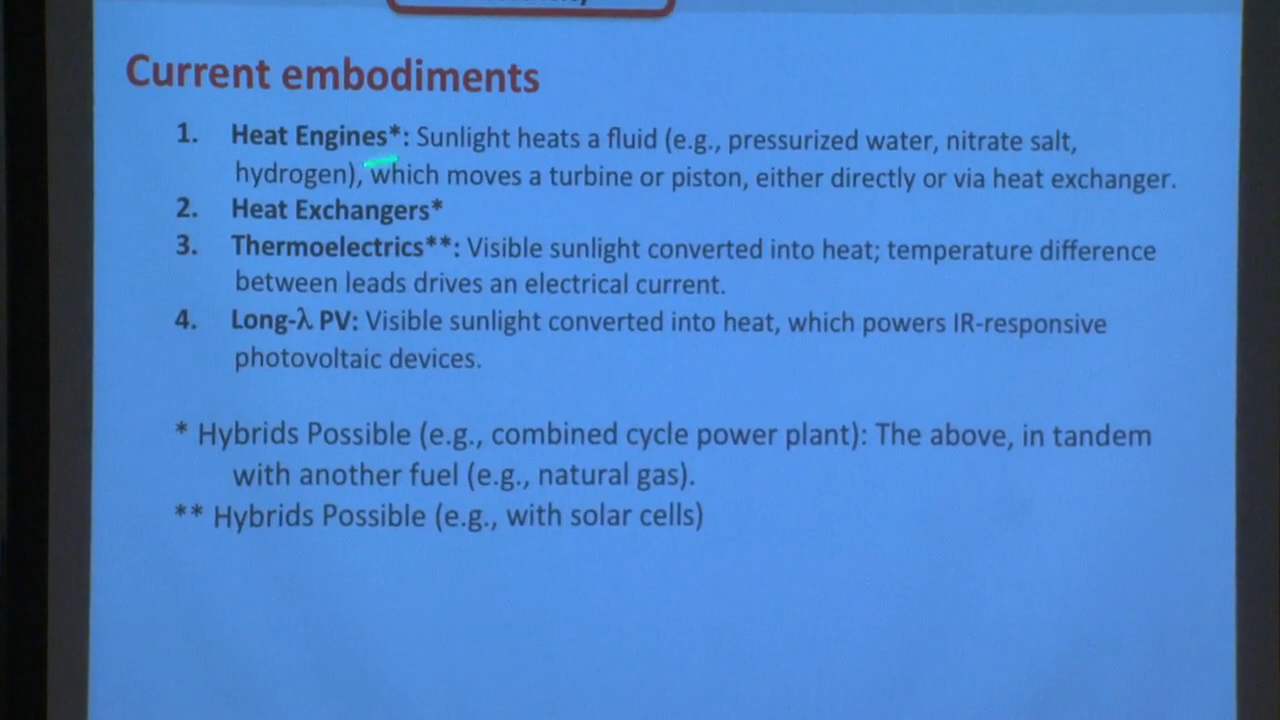 Current embodiments
1. Heat Engines*: Sunlight heats a fluid (e.g., pressurized water, nitrate salt,
hydrogen), which moves a turbine or piston, either directly or via heat exchanger.
2. Heat Exchangers*
3. Thermoelectrics**: Visible sunlight converted into heat; temperature difference
between leads drives an electrical current.
4. Long-λ PV: Visible sunlight converted into heat, which powers IR-responsive
photovoltaic devices.
* Hybrids Possible (e.g., combined cycle power plant): The above, in tandem
with another fuel (e.g., natural gas).
** Hybrids Possible (e.g., with solar cells)